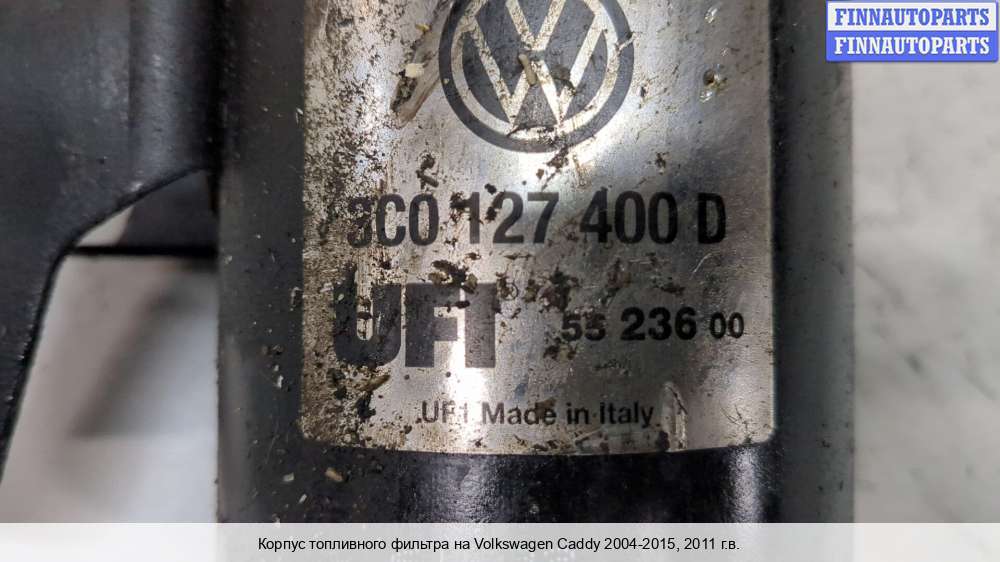 FINNAUTOPARTS
FINNAUTOPARTS
3C0 127 400 D
UFI ®
55 236 00
UFI Made in Italy
Корпус топливного фильтра на Volkswagen Caddy 2004-2015, 2011 г.в.